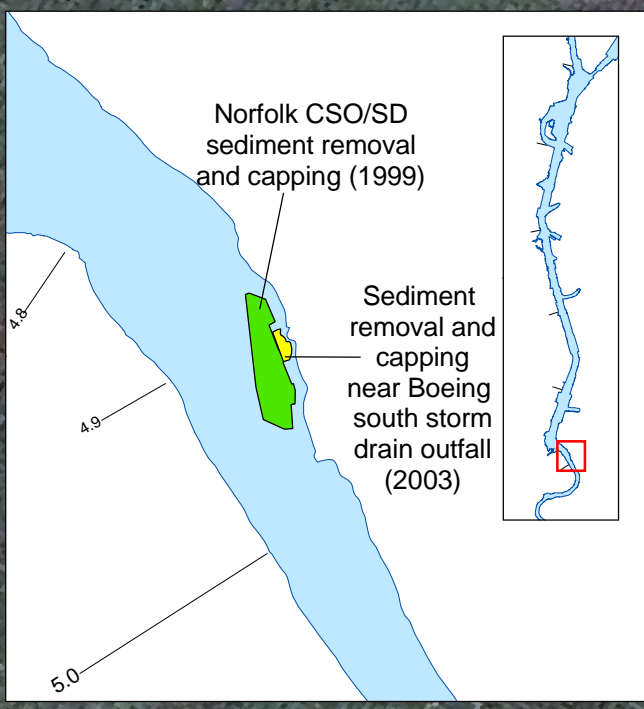 Norfolk CSO/SD
sediment removal
and capping (1999)
Sediment
removal and
capping
near Boeing
south storm
drain outfall
(2003)
4.8
4.9
5.0